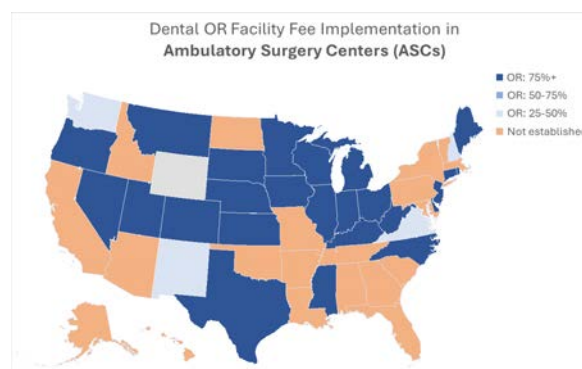 Dental OR Facility Fee Implementation in
Ambulatory Surgery Centers (ASCs)
OR: 75%+
OR: 50-75%
OR: 25-50%
Not established